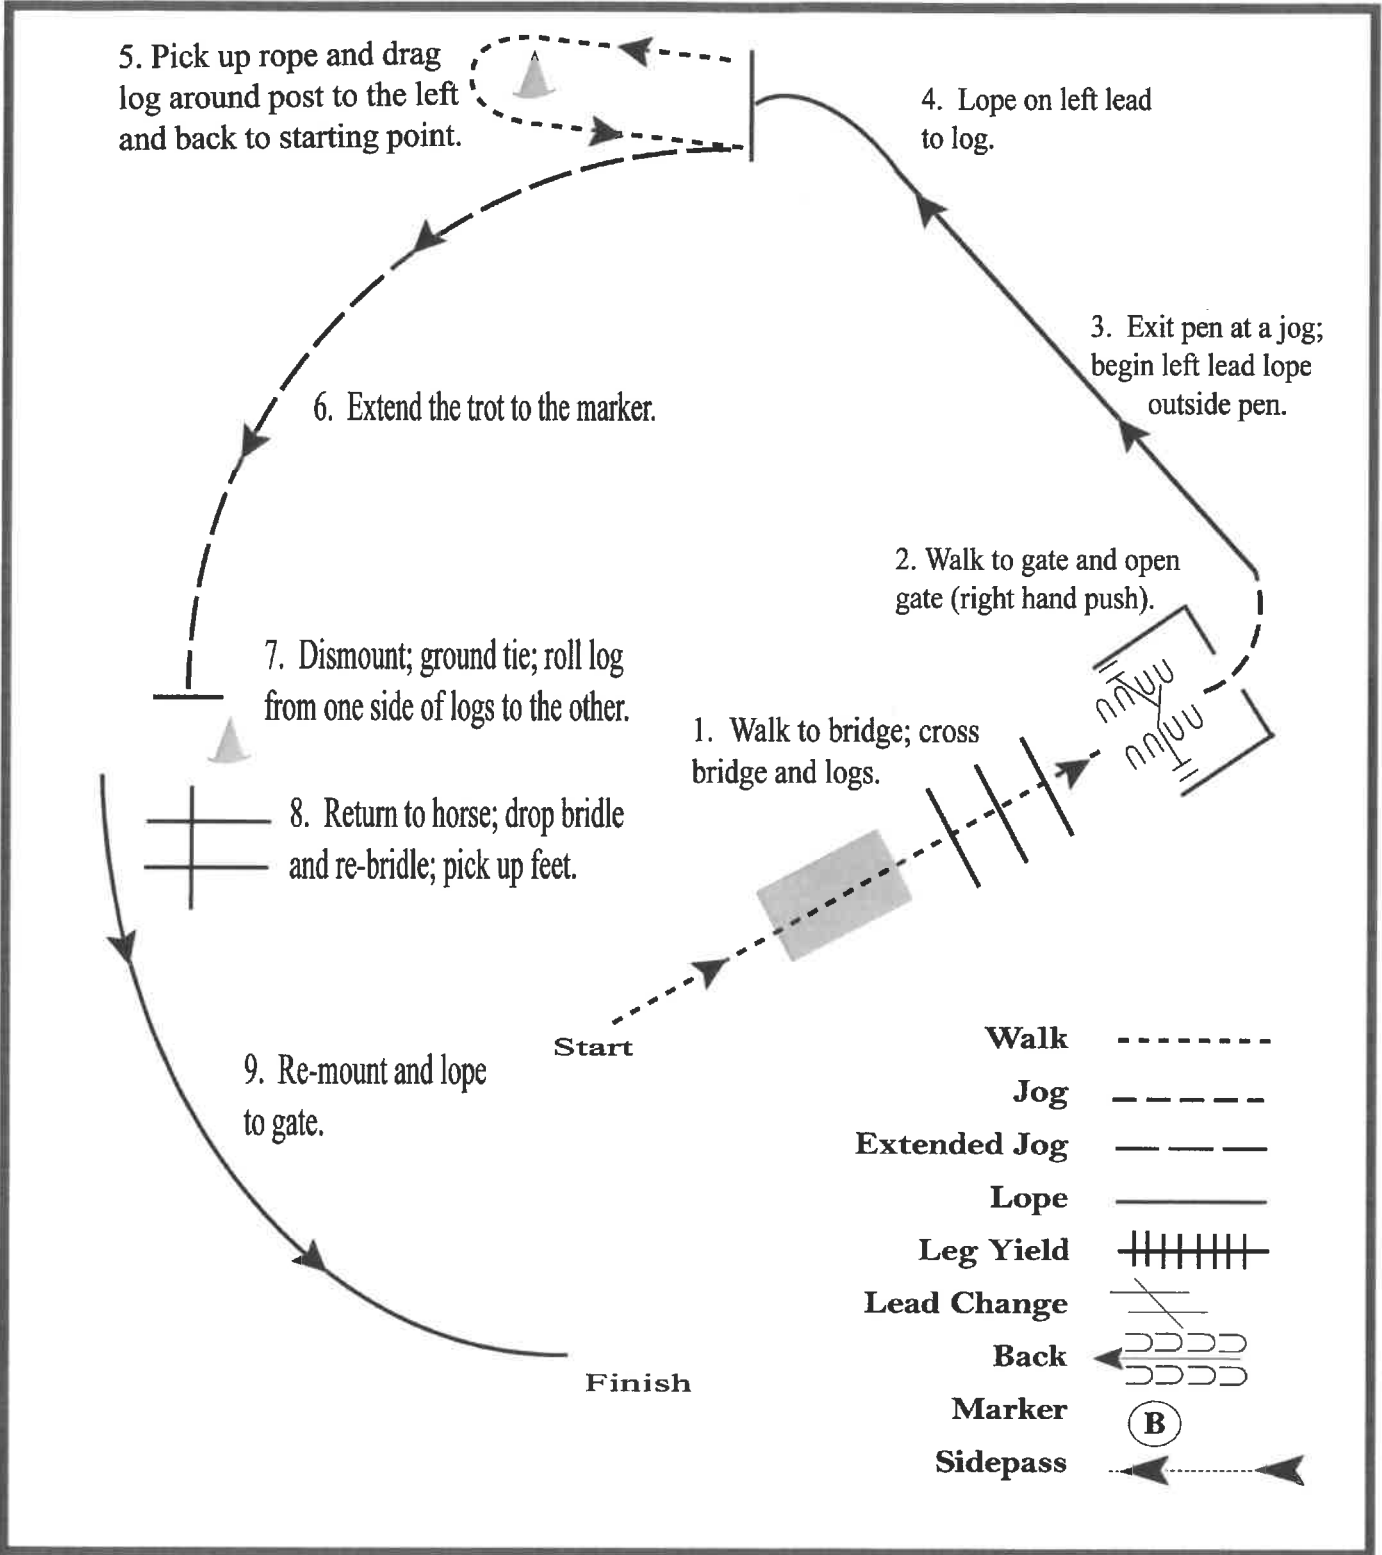 5. Pick up rope and drag
log around post to the left
and back to starting point.
4. Lope on left lead
to log.
3. Exit pen at a jog;
begin left lead lope
outside pen.
6. Extend the trot to the marker.
2. Walk to gate and open
gate (right hand push).
7. Dismount; ground tie; roll log
from one side of logs to the other.
1. Walk to bridge; cross
bridge and logs.
8. Return to horse; drop bridle
and re-bridle; pick up feet.
Start
9. Re-mount and lope
to gate.
Finish
Walk
Jog
Extended Jog
Lope
Leg Yield
Lead Change
Back
Marker
B
Sidepass